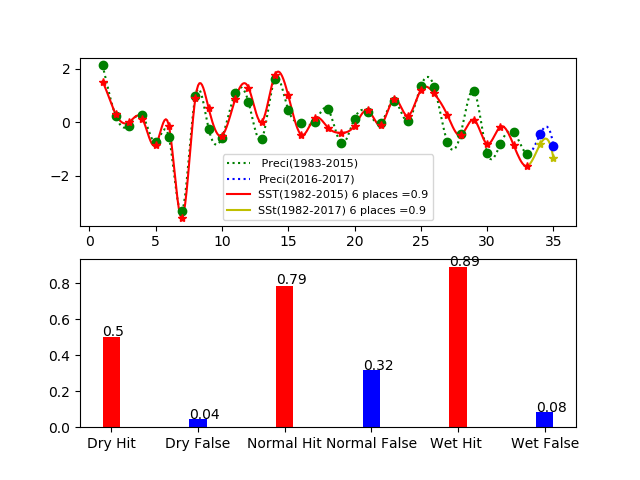 2
0
−2
Preci(1983-2015)
Preci(2016-2017)
SST(1982-2015) 6 places =0.9
SSt(1982-2017) 6 places =0.9
0 5 10 15 20 25 30 35
0.8
0.6
0.4
0.2
0.0
0.5
0.04
0.79
0.32
0.89
0.08
Dry Hit Dry False Normal Hit Normal False Wet Hit Wet False